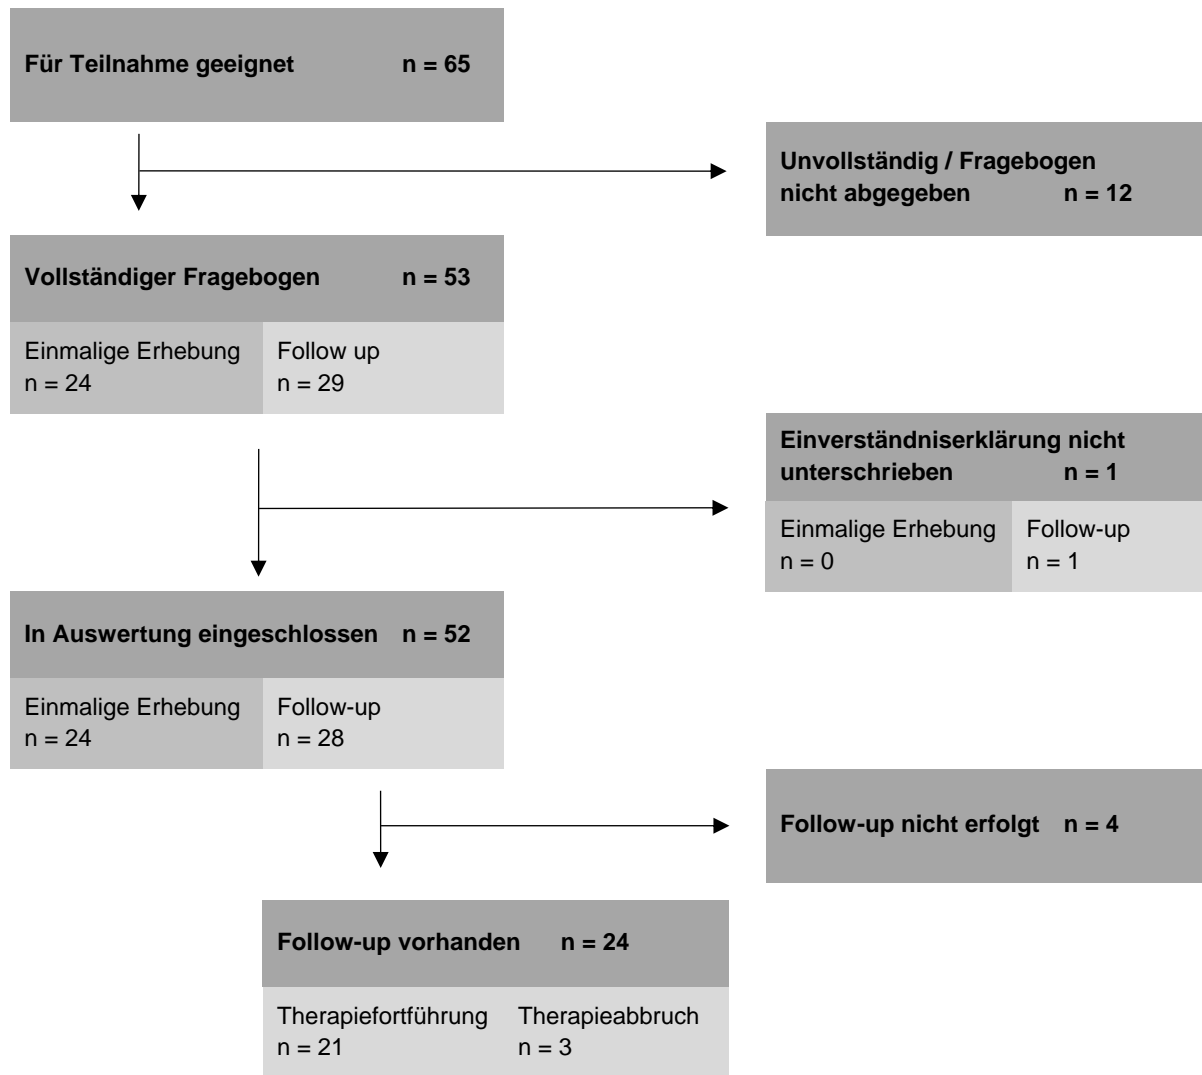 Für Teilnahme geeignet n = 65
Unvollständig / Fragebogen
nicht abgegeben n = 12
Vollständiger Fragebogen n = 53
Einmalige Erhebung
n = 24
Follow up
n = 29
Einverständniserklärung nicht
unterschrieben n = 1
Einmalige Erhebung
n = 0
Follow-up
n = 1
In Auswertung eingeschlossen n = 52
Einmalige Erhebung
n = 24
Follow-up
n = 28
Follow-up nicht erfolgt n = 4
Follow-up vorhanden n = 24
Therapiefortführung
n = 21
Therapieabbruch
n = 3